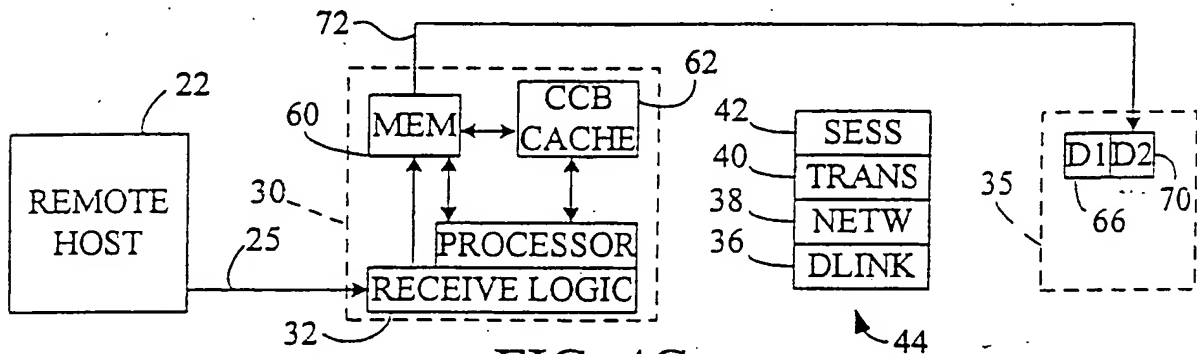 72
22
REMOTE
HOST
25
30
60
MEM
CCB
CACHE
62
PROCESSOR
RECEIVE LOGIC
32
42
SESS
40
TRANS
38
NETW
36
DLINK
44
35
D1
D2
66
70